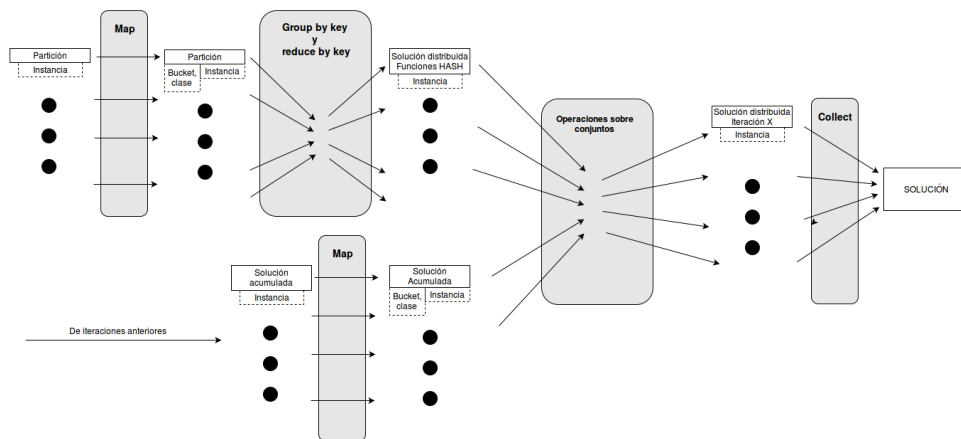 Map
Group by key
y
reduce by key
Partición
Instancia
Partición
Bucket,
clase
Instancia
Solución distribuida
Funciones HASH
Instancia
Operaciones sobre
conjuntos
Solución distribuida
Iteración X
Instancia
Collect
SOLUCIÓN
Map
Solución
acumulada
Instancia
Solución
Acumulada
Bucket,
clase
Instancia
De iteraciones anteriores